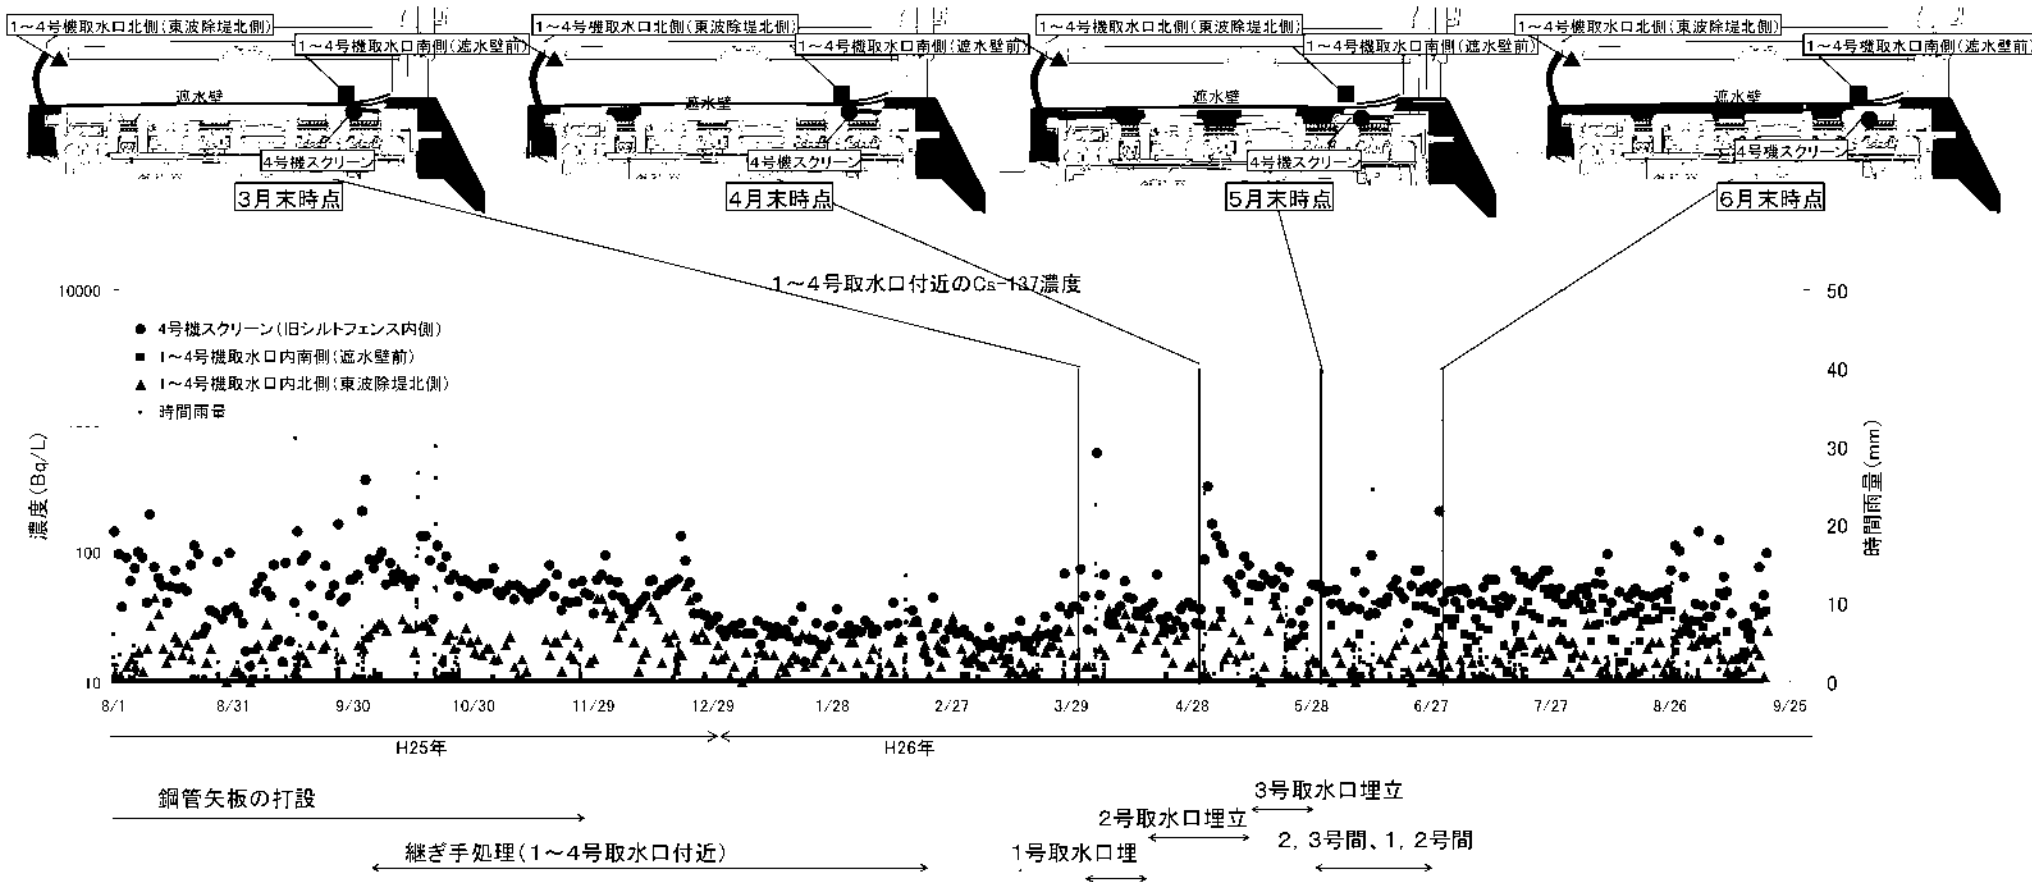 1～4号機取水口北側(東波除堤北側)
1～4号機取水口南側(遮水壁前)
遮水壁
4号機スクリーン
3月末時点
1～4号機取水口北側(東波除堤北側)
1～4号機取水口南側(遮水壁前)
遮水壁
4号機スクリーン
4月末時点
1～4号機取水口北側(東波除堤北側)
1～4号機取水口南側(遮水壁前)
遮水壁
4号機スクリーン
5月末時点
1～4号機取水口北側(東波除堤北側)
1～4号機取水口南側(遮水壁前)
遮水壁
4号機スクリーン
6月末時点
1～4号取水口付近のCs-137濃度
4号機スクリーン(旧シルトフェンス内側)
1～4号機取水口内南側(遮水壁前)
1～4号機取水口内北側(東波除堤北側)
時間雨量
濃度(Bq/L)
10000
100
10
時間雨量(mm)
50
40
30
20
10
0
8/1 8/31 9/30 10/30 11/29 12/29 1/28 2/27 3/29 4/28 5/28 6/27 7/27 8/26 9/25
H25年 H26年
鋼管矢板の打設
継ぎ手処理(1～4号取水口付近)
1号取水口埋
2号取水口埋立
3号取水口埋立
2, 3号間、1, 2号間